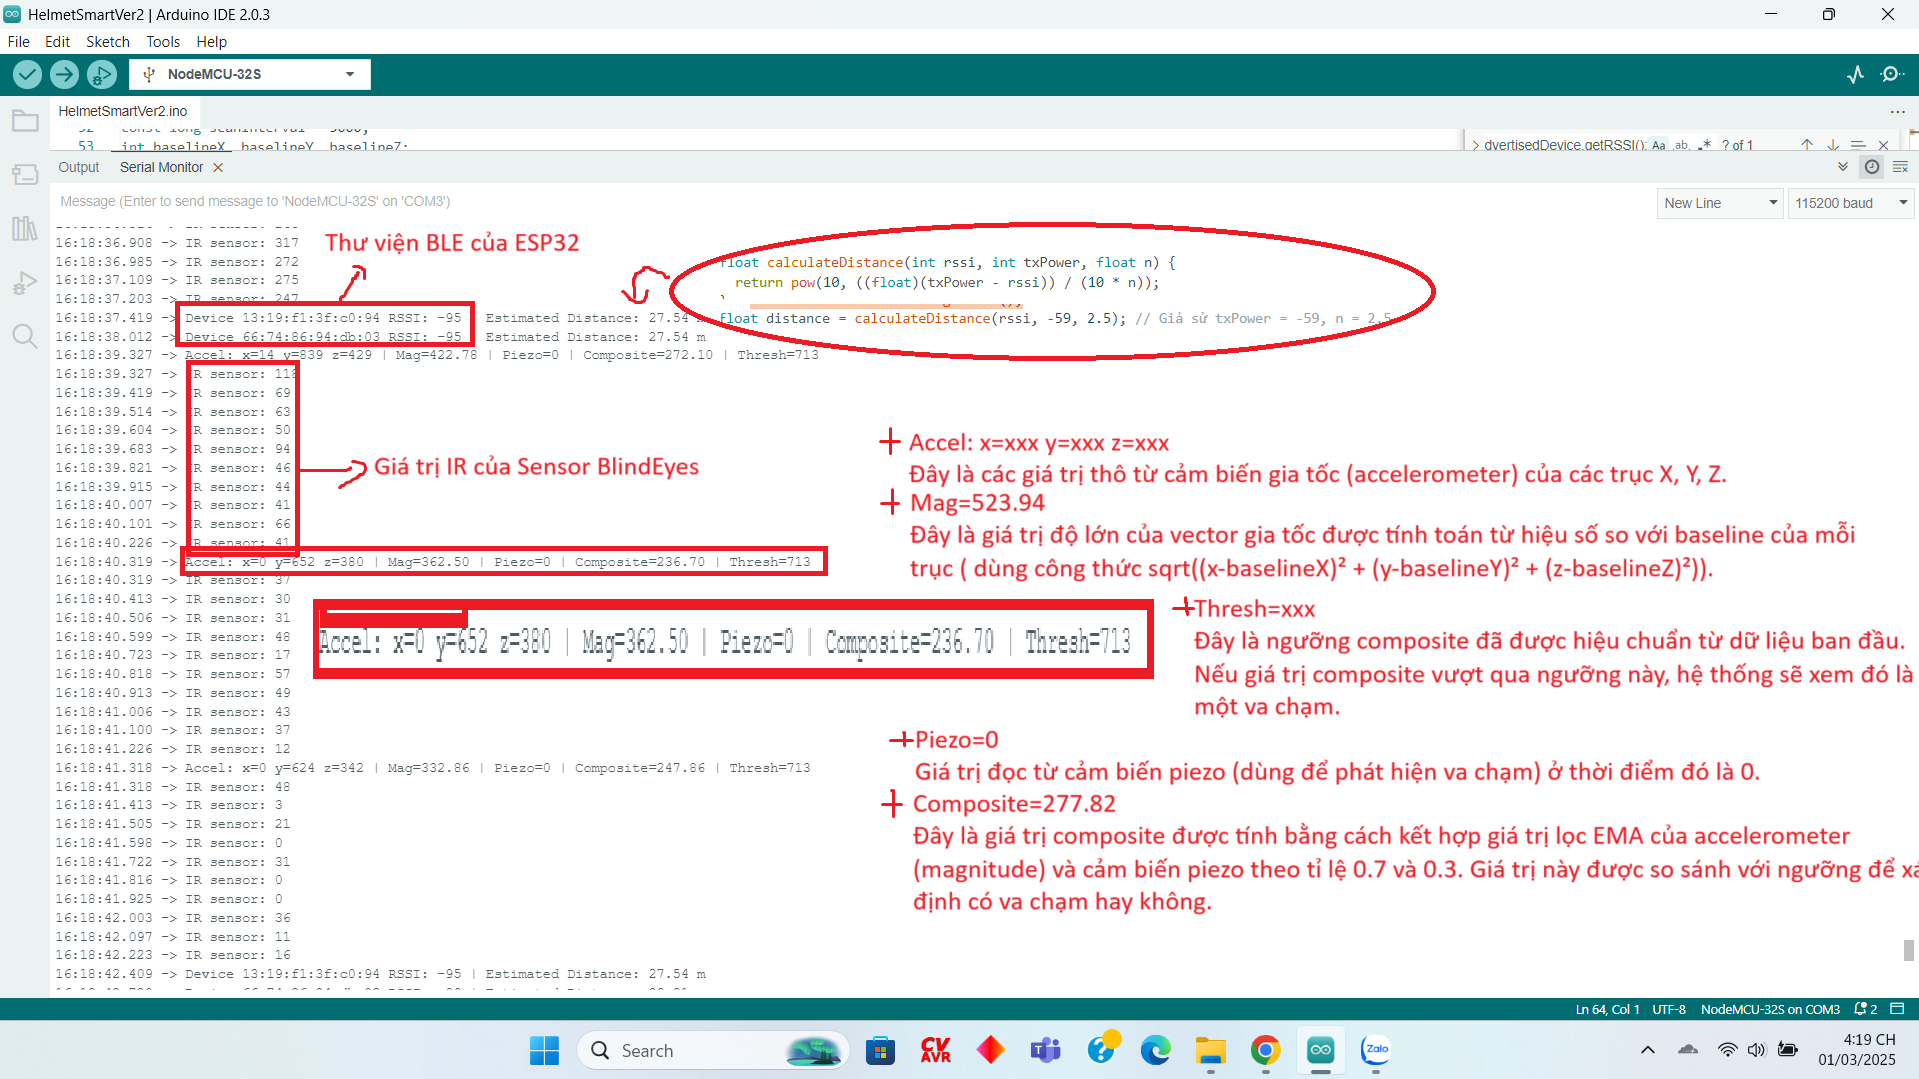 HelmetSmartVer2 | Arduino IDE 2.0.3
File Edit Sketch Tools Help
NodeMCU-32S
HelmetSmartVer2.ino
53 int baselineX, baselineY, baselineZ;
dvertisedDevice.getRSSI(); Aa .ab. .* ? of 1
Output Serial Monitor
Message (Enter to send message to 'NodeMCU-32S' on 'COM3')
New Line 115200 baud
16:18:36.908 -> IR sensor: 317
16:18:36.985 -> IR sensor: 272
16:18:37.109 -> IR sensor: 275
16:18:37.203 -> IR sensor: 247
16:18:37.419 -> Device 13:19:f1:3f:c0:94 RSSI: -95 Estimated Distance: 27.54 m
16:18:38.012 -> Device 66:74:86:94:db:03 RSSI: -95 Estimated Distance: 27.54 m
16:18:39.327 -> Accel: x=14 y=839 z=429 | Mag=422.78 | Piezo=0 | Composite=272.10 | Thresh=713
16:18:39.327 -> IR sensor: 118
16:18:39.419 -> IR sensor: 69
16:18:39.514 -> IR sensor: 63
16:18:39.604 -> IR sensor: 50
16:18:39.683 -> IR sensor: 94
16:18:39.821 -> IR sensor: 46
16:18:39.915 -> IR sensor: 44
16:18:40.007 -> IR sensor: 41
16:18:40.101 -> IR sensor: 66
16:18:40.226 -> IR sensor: 41
16:18:40.319 -> Accel: x=0 y=652 z=380 | Mag=362.50 | Piezo=0 | Composite=236.70 | Thresh=713
16:18:40.319 -> IR sensor: 37
16:18:40.413 -> IR sensor: 30
16:18:40.506 -> IR sensor: 31
16:18:40.599 -> IR sensor: 48
16:18:40.723 -> IR sensor: 17
16:18:40.818 -> IR sensor: 57
16:18:40.913 -> IR sensor: 49
16:18:41.006 -> IR sensor: 43
16:18:41.100 -> IR sensor: 37
16:18:41.226 -> IR sensor: 12
16:18:41.318 -> Accel: x=0 y=624 z=342 | Mag=332.86 | Piezo=0 | Composite=247.86 | Thresh=713
16:18:41.318 -> IR sensor: 48
16:18:41.413 -> IR sensor: 3
16:18:41.505 -> IR sensor: 21
16:18:41.598 -> IR sensor: 0
16:18:41.722 -> IR sensor: 31
16:18:41.816 -> IR sensor: 0
16:18:41.925 -> IR sensor: 0
16:18:42.003 -> IR sensor: 36
16:18:42.097 -> IR sensor: 11
16:18:42.223 -> IR sensor: 16
16:18:42.409 -> Device 13:19:f1:3f:c0:94 RSSI: -95 | Estimated Distance: 27.54 m
Thư viện BLE của ESP32
float calculateDistance(int rssi, int txPower, float n) {
return pow(10, ((float)(txPower - rssi)) / (10 * n));
float distance = calculateDistance(rssi, -59, 2.5); // Giả sử txPower = -59, n = 2.5
Giá trị IR của Sensor BlindEyes
Accel: x=0 y=652 z=380 | Mag=362.50 | Piezo=0 | Composite=236.70 | Thresh=713
+ Accel: x=xxx y=xxx z=xxx
Đây là các giá trị thô từ cảm biến gia tốc (accelerometer) của các trục X, Y, Z.
+ Mag=523.94
Đây là giá trị độ lớn của vector gia tốc được tính toán từ hiệu số so với baseline của mỗi
trục ( dùng công thức sqrt((x-baselineX)² + (y-baselineY)² + (z-baselineZ)²)).
+Thresh=xxx
Đây là ngưỡng composite đã được hiệu chuẩn từ dữ liệu ban đầu.
Nếu giá trị composite vượt qua ngưỡng này, hệ thống sẽ xem đó là
một va chạm.
+Piezo=0
Giá trị đọc từ cảm biến piezo (dùng để phát hiện va chạm) ở thời điểm đó là 0.
+ Composite=277.82
Đây là giá trị composite được tính bằng cách kết hợp giá trị lọc EMA của accelerometer
(magnitude) và cảm biến piezo theo tỉ lệ 0.7 và 0.3. Giá trị này được so sánh với ngưỡng để xá
định có va chạm hay không.
Ln 64, Col 1 UTF-8 NodeMCU-32S on COM3 2
Search
CV AVR
Zalo
4:19 CH
01/03/2025